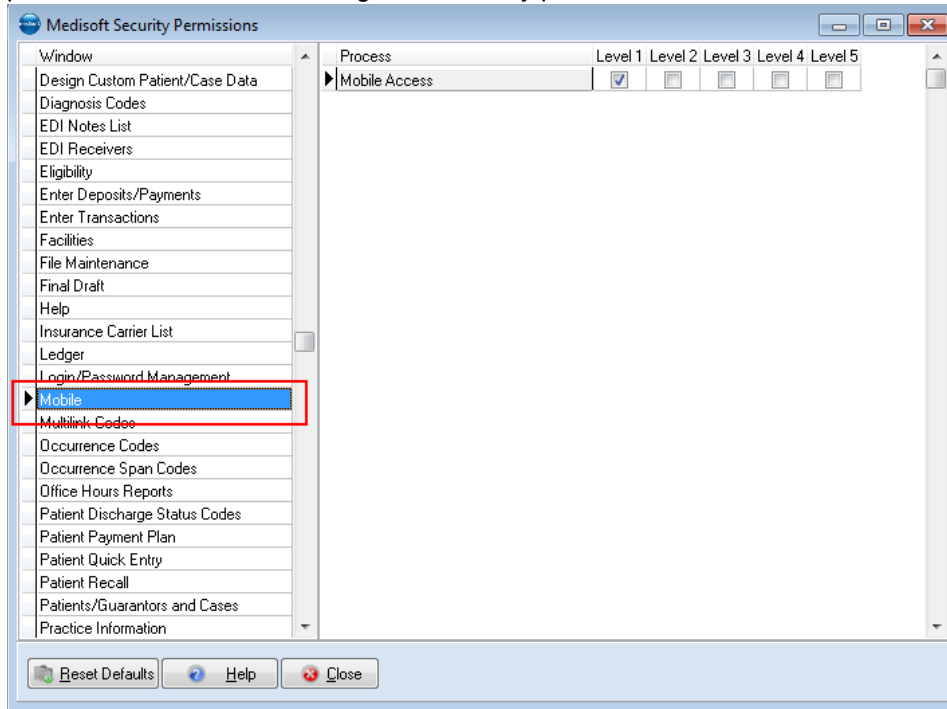 Medisoft Security Permissions
Window
Design Custom Patient/Case Data
Diagnosis Codes
EDI Notes List
EDI Receivers
Eligibility
Enter Deposits/Payments
Enter Transactions
Facilities
File Maintenance
Final Draft
Help
Insurance Carrier List
Ledger
Login/Password Management
Mobile
Multilink Codes
Occurrence Codes
Occurrence Span Codes
Office Hours Reports
Patient Discharge Status Codes
Patient Payment Plan
Patient Quick Entry
Patient Recall
Patients/Guarantors and Cases
Practice Information
Process Level 1 Level 2 Level 3 Level 4 Level 5
Mobile Access
Reset Defaults Help Close